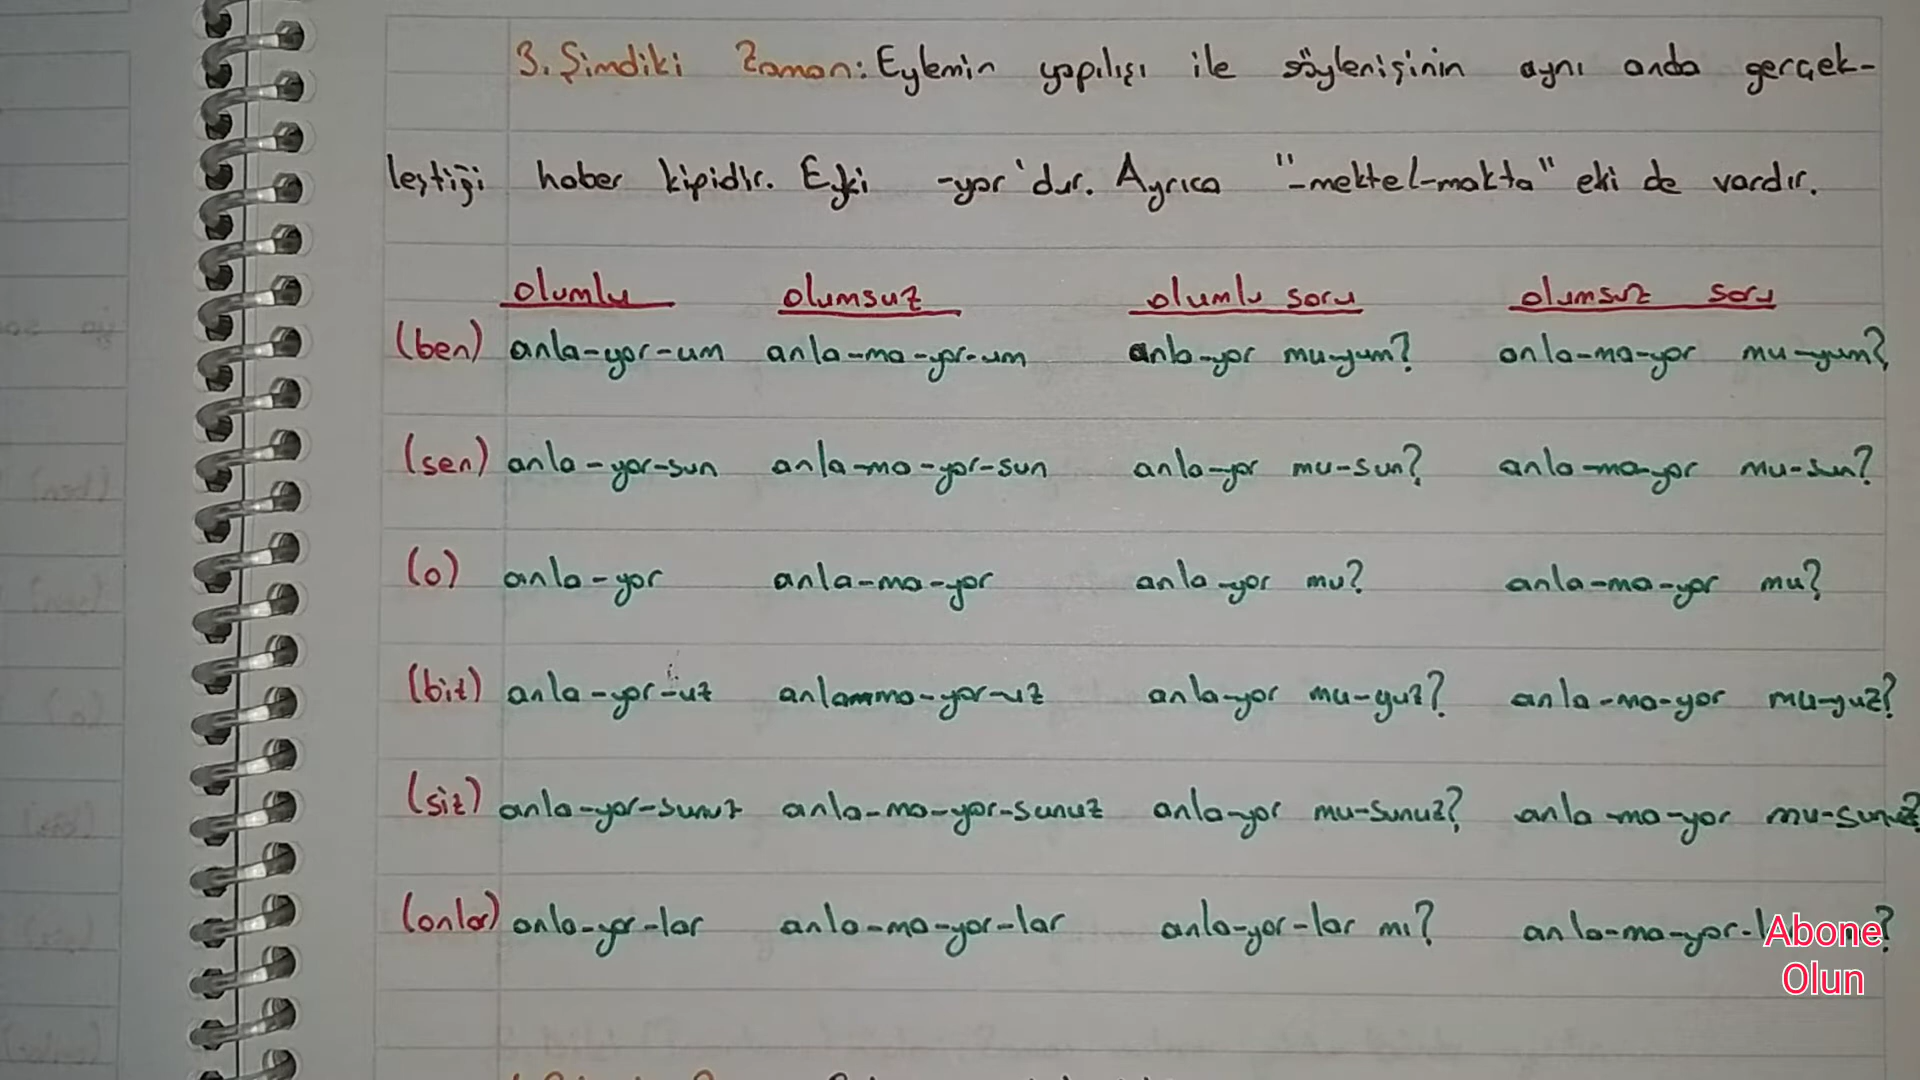 3. Şimdiki Zaman: Eylemin yapılışı ile söylenişinin aynı anda gerçek-
leştiği haber kipidir. Eki -yor'dur. Ayrıca "-mekte/-makta" eki de vardır.
olumlu olumsuz olumlu soru olumsuz soru
(ben) anla-yor-um anla-ma-yor-um anla-yor mu-yum? anla-ma-yor mu-yum?
(sen) anla-yor-sun anla-ma-yor-sun anla-yor mu-sun? anla-ma-yor mu-sun?
(o) anla-yor anla-ma-yor anla-yor mu? anla-ma-yor mu?
(biz) anla-yor-uz anlamma-yor-uz anla-yor mu-yuz? anla-ma-yor mu-yuz?
(siz) anla-yor-sunuz anla-ma-yor-sunuz anla-yor mu-sunuz? anla-ma-yor mu-sunuz?
(onlar) anla-yor-lar anla-ma-yor-lar anla-yor-lar mı? anla-ma-yor-
Abone
Olun